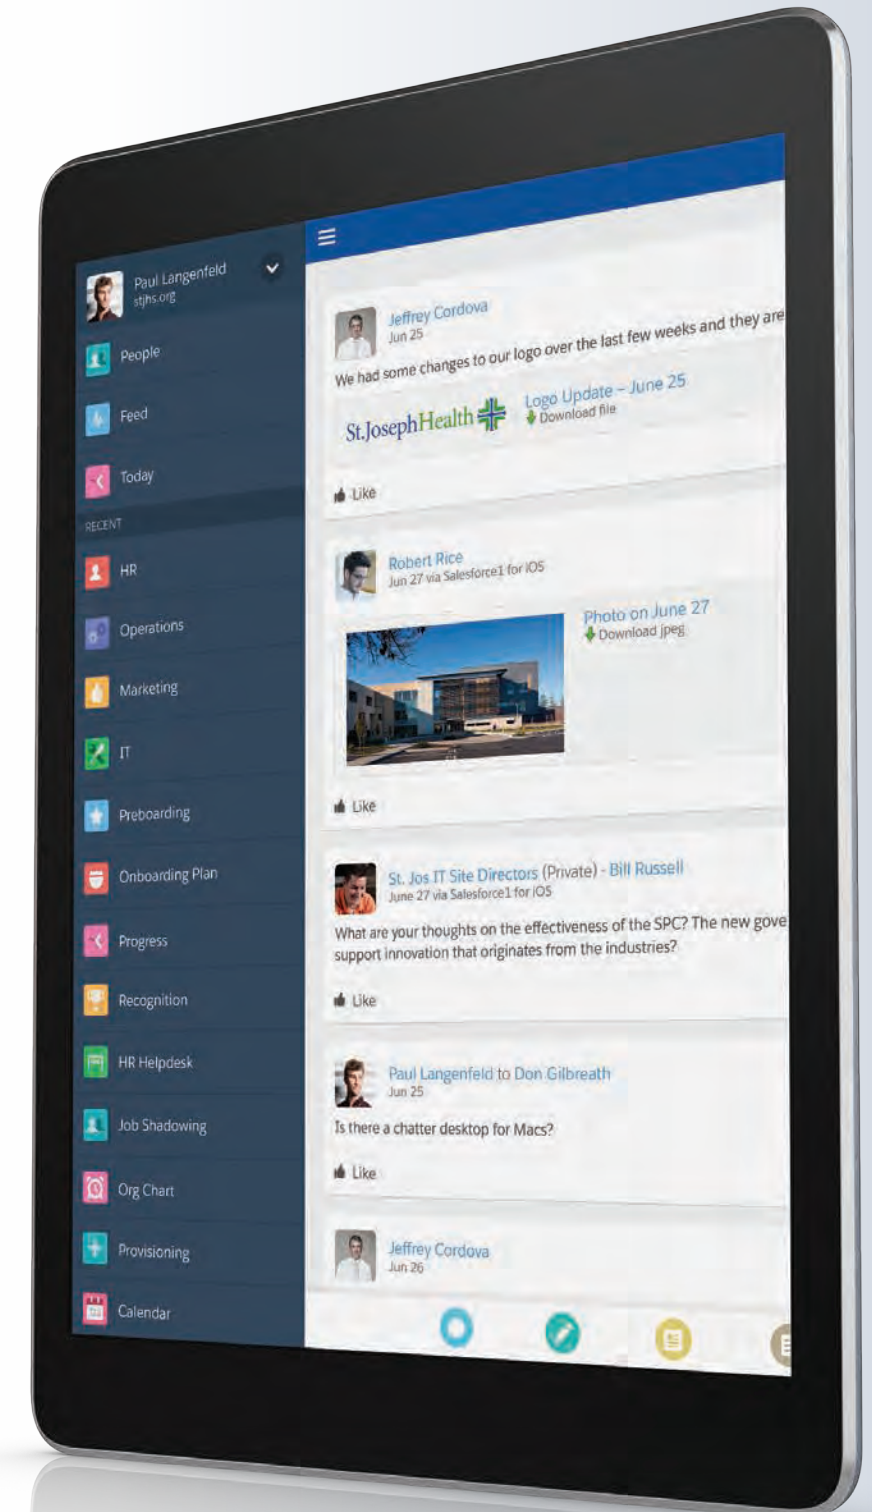 Paul Langenfeld
stjhs.org
People
Feed
Today
RECENT
HR
Operations
Marketing
IT
Preboarding
Onboarding Plan
Progress
Recognition
HR Helpdesk
Job Shadowing
Org Chart
Provisioning
Calendar
Jeffrey Cordova
Jun 25
We had some changes to our logo over the last few weeks and they are
St.JosephHealth
Logo Update – June 25
Download file
Like
Robert Rice
Jun 27 via Salesforce1 for iOS
Photo on June 27
Download jpeg
Like
St. Jos IT Site Directors (Private) - Bill Russell
June 27 via Salesforce1 for iOS
What are your thoughts on the effectiveness of the SPC? The new gove
support innovation that originates from the industries?
Like
Paul Langenfeld to Don Gilbreath
Jun 25
Is there a chatter desktop for Macs?
Like
Jeffrey Cordova
Jun 26